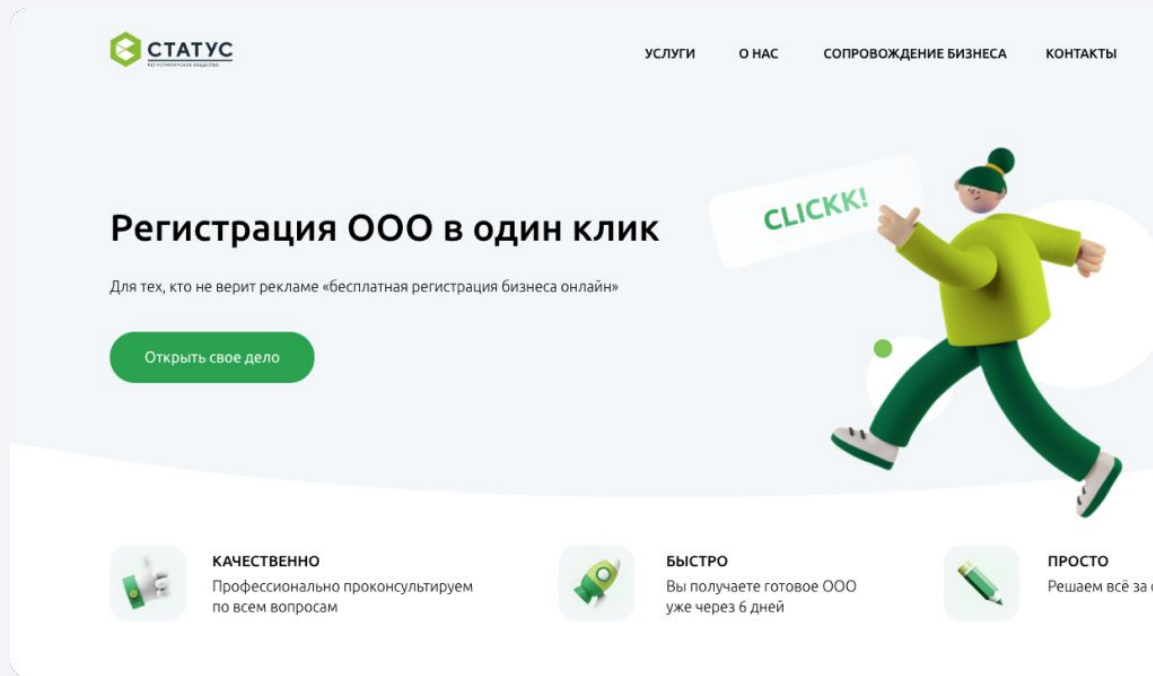 СТАТУС
РЕГИСТРАТОРСКОЕ ОБЩЕСТВО
УСЛУГИ О НАС СОПРОВОЖДЕНИЕ БИЗНЕСА КОНТАКТЫ
CLICKK!
Регистрация ООО в один клик
Для тех, кто не верит рекламе «бесплатная регистрация бизнеса онлайн»
Открыть свое дело
КАЧЕСТВЕННО
Профессионально проконсультируем
по всем вопросам
БЫСТРО
Вы получаете готовое ООО
уже через 6 дней
ПРОСТО
Решаем всё за